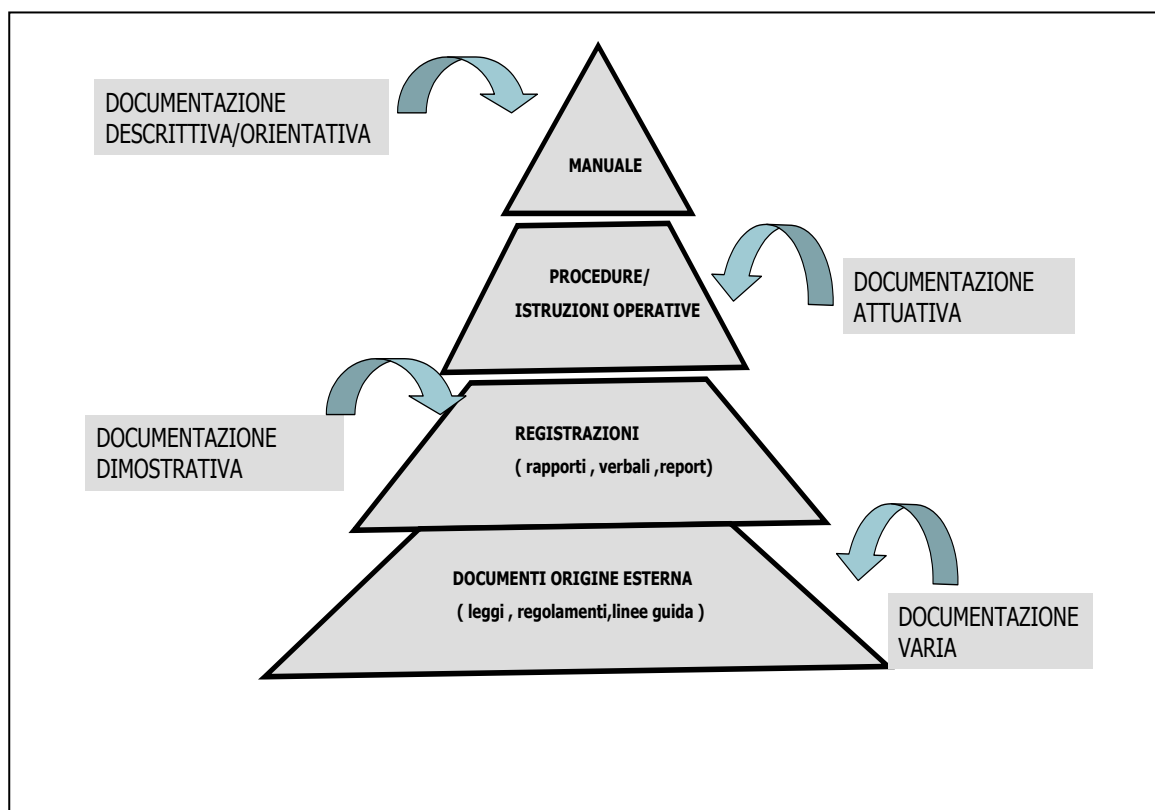 DOCUMENTAZIONE
DESCRITTIVA/ORIENTATIVA
MANUALE
PROCEDURE/
ISTRUZIONI OPERATIVE
DOCUMENTAZIONE
ATTUATIVA
DOCUMENTAZIONE
DIMOSTRATIVA
REGISTRAZIONI
( rapporti , verbali ,report)
DOCUMENTI ORIGINE ESTERNA
( leggi , regolamenti,linee guida )
DOCUMENTAZIONE
VARIA